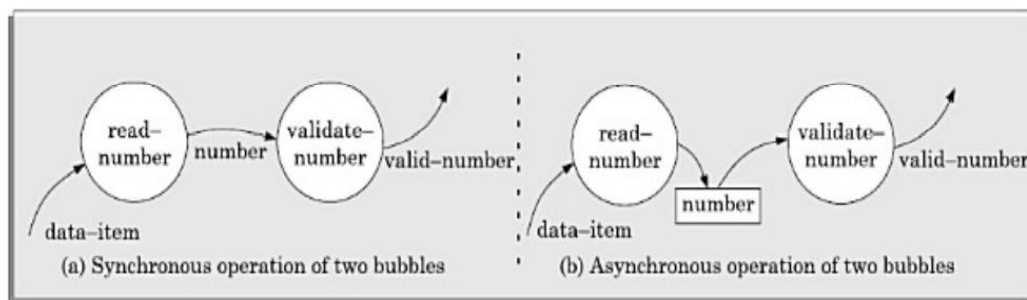 read–
number
number
validate–
number
valid–number
data–item
(a) Synchronous operation of two bubbles
read–
number
number
validate–
number
valid–number
data–item
(b) Asynchronous operation of two bubbles